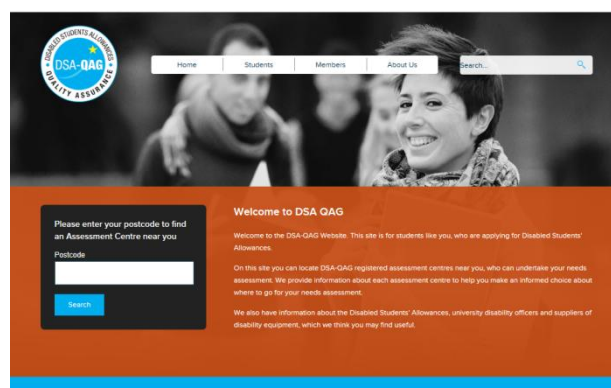 DISABLED STUDENTS ALLOWANCES
DSA-QAG
QUALITY ASSURANCE
Home
Students
Members
About Us
Search...
Please enter your postcode to find
an Assessment Centre near you
Postcode
Search
Welcome to DSA QAG
Welcome to the DSA-QAG Website. This site is for students like you, who are applying for Disabled Students'
Allowances.
On this site you can locate DSA-QAG registered assessment centres near you, who can undertake your needs
assessment. We provide information about each assessment centre to help you make an informed choice about
where to go for your needs assessment.
We also have information about the Disabled Students' Allowances, university disability officers and suppliers of
disability equipment, which we think you may find useful.